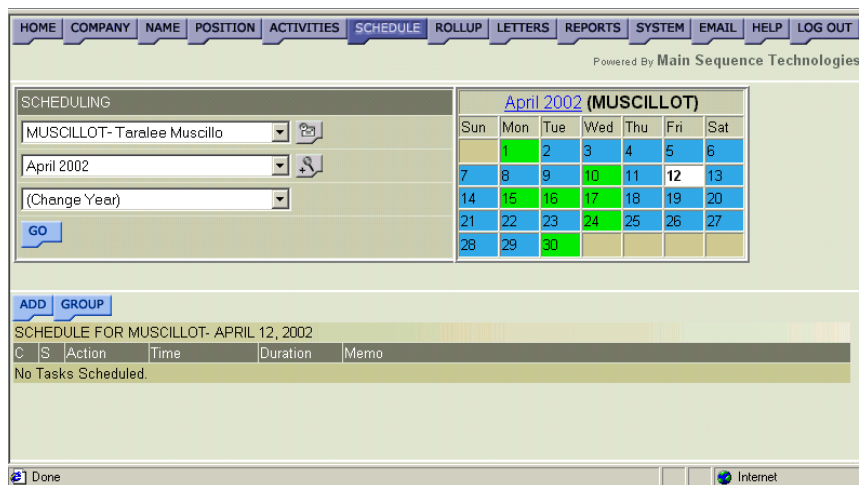 HOME COMPANY NAME POSITION ACTIVITIES SCHEDULE ROLLUP LETTERS REPORTS SYSTEM EMAIL HELP LOG OUT
Powered By Main Sequence Technologies
SCHEDULING
MUSCILLOT- Taralee Muscillo
April 2002
(Change Year)
GO
April 2002 (MUSCILLOT)
Sun Mon Tue Wed Thu Fri Sat
1 2 3 4 5 6
7 8 9 10 11 12 13
14 15 16 17 18 19 20
21 22 23 24 25 26 27
28 29 30
ADD GROUP
SCHEDULE FOR MUSCILLOT- APRIL 12, 2002
C S Action Time Duration Memo
No Tasks Scheduled.
Done Internet